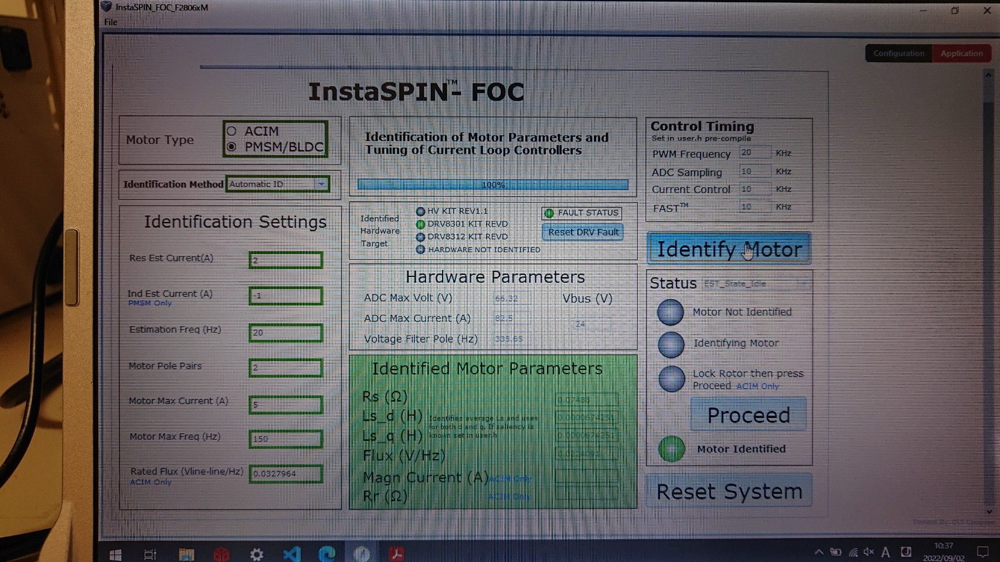 InstaSPIN_FOC_F2806xM
File
Configuration
Application
InstaSPIN™- FOC
Motor Type
ACIM
PMSM/BLDC
Identification Method
Automatic ID
Identification Settings
Res Est Current(A)
2
Ind Est Current (A)
-1
PMSM Only
Estimation Freq (Hz)
20
Motor Pole Pairs
2
Motor Max Current (A)
5
Motor Max Freq (Hz)
150
Rated Flux (Vline-line/Hz)
0.0327964
ACIM Only
Identification of Motor Parameters and
Tuning of Current Loop Controllers
100%
Identified
Hardware
Target
HV KIT REV1.1
DRV8301 KIT REVD
DRV8312 KIT REVD
HARDWARE NOT IDENTIFIED
FAULT STATUS
Reset DRV Fault
Hardware Parameters
ADC Max Volt (V)
66.32
Vbus (V)
ADC Max Current (A)
82.5
24
Voltage Filter Pole (Hz)
335.65
Identified Motor Parameters
Rs (Ω)
0.07488
Ls_d (H)
Identifies average Ls and uses
for both d and q. If saliency is
known set in user.h
0.0000674251
Ls_q (H)
0.0000674251
Flux (V/Hz)
Magn Current (A)
ACIM Only
Rr (Ω)
ACIM Only
Control Timing
Set in user.h pre-compile
PWM Frequency
20
KHz
ADC Sampling
10
KHz
Current Control
10
KHz
FAST™
10
KHz
Identify Motor
Status
EST_State_Idle
Motor Not Identified
Identifying Motor
Lock Rotor then press
Proceed ACIM Only
Proceed
Motor Identified
Reset System
Powered By: GUI Composer
A
10:37
2022/09/02